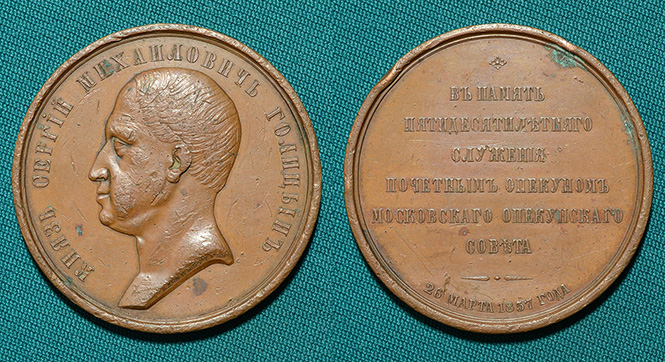 КНЯЗЬ СЕРГІЙ МИХАИЛОВИЧЬ ГОЛИЦЫНЪ
ВЪ ПАМЯТЬ
ПЯТИДЕСЯТИЛѢТНЯГО
СЛУЖЕНІЯ
ПОЧЕТНЫМЪ ОПЕКУНОМЪ
МОСКОВСКАГО ОПЕКУНСКАГО
СОВѢТА
26 МАРТА 1857 ГОДА